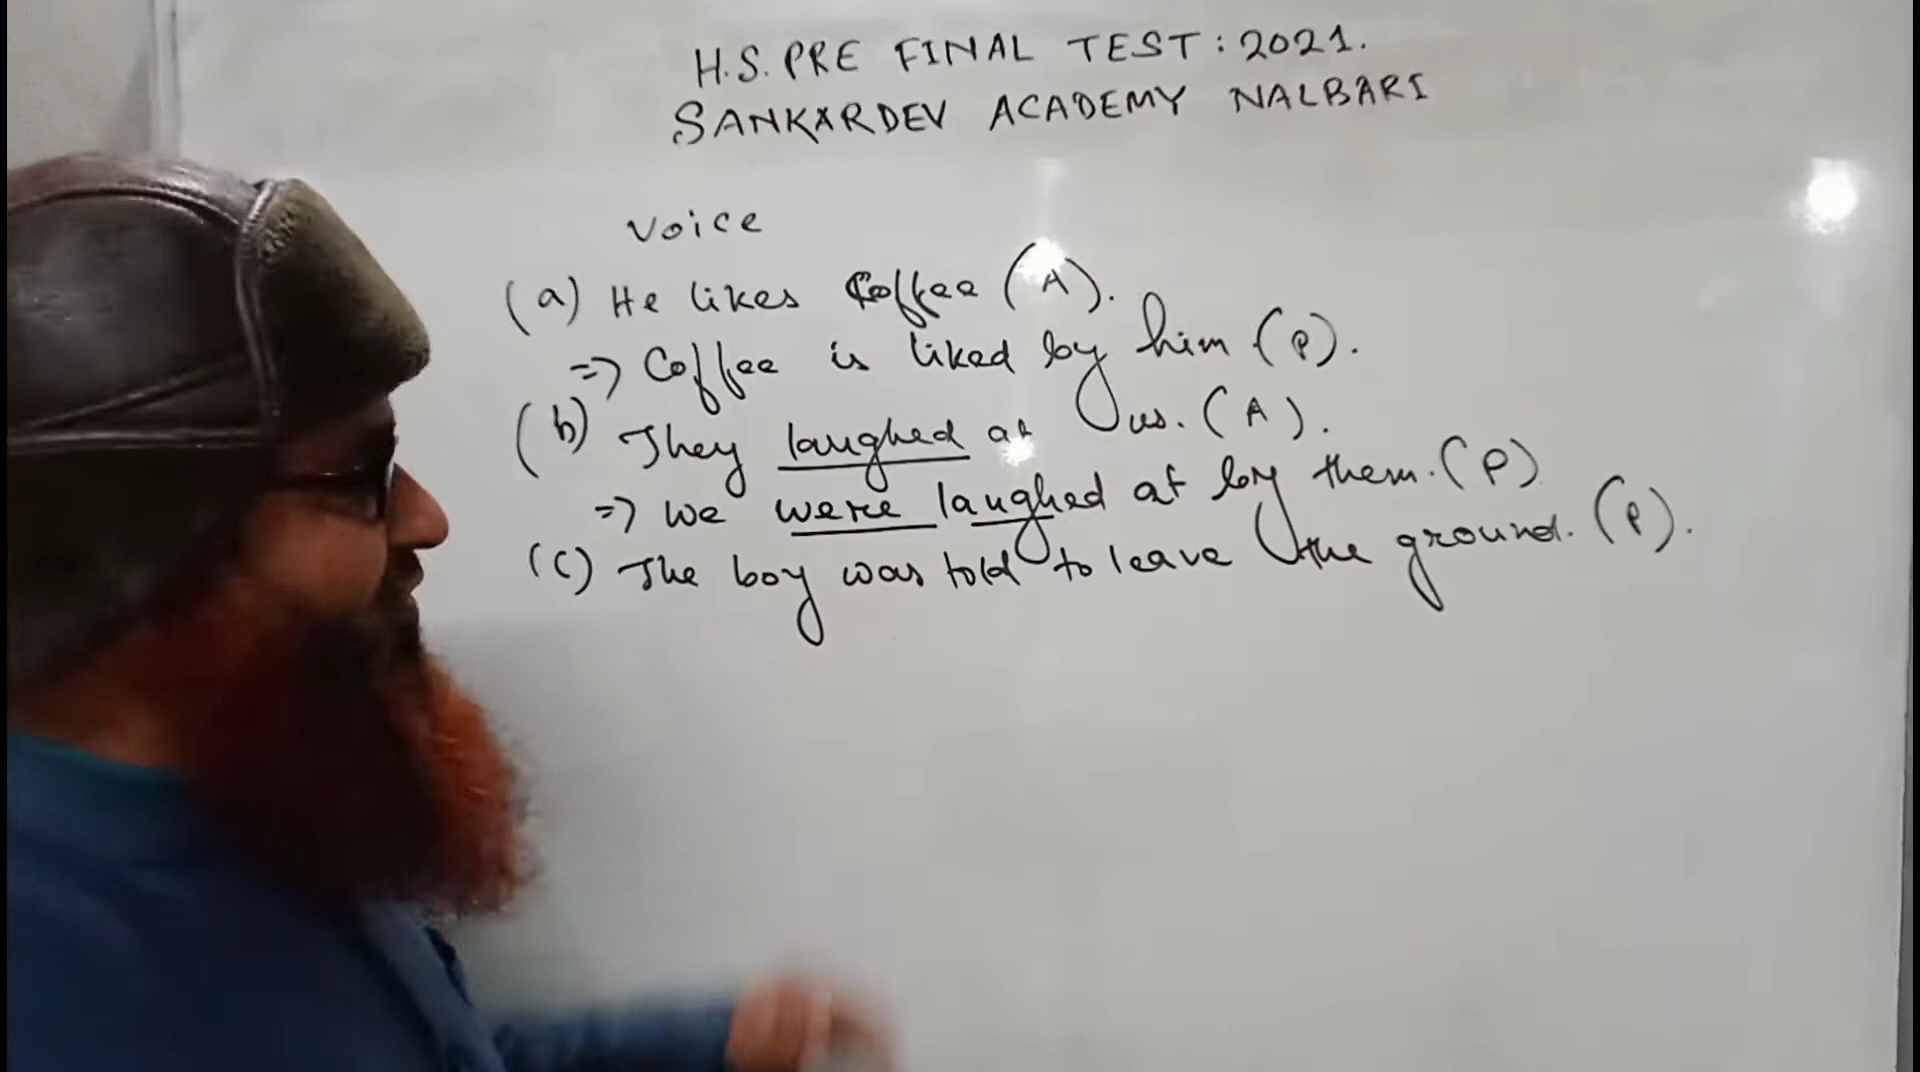 H.S. PRE FINAL TEST : 2021.
SANKARDEV ACADEMY NALBARI
Voice
(a) He likes Coffee (A).
=> Coffee is liked by him (P).
(b) They laughed at us. (A).
=> We were laughed at by them. (P)
(c) The boy was told to leave the ground. (P).